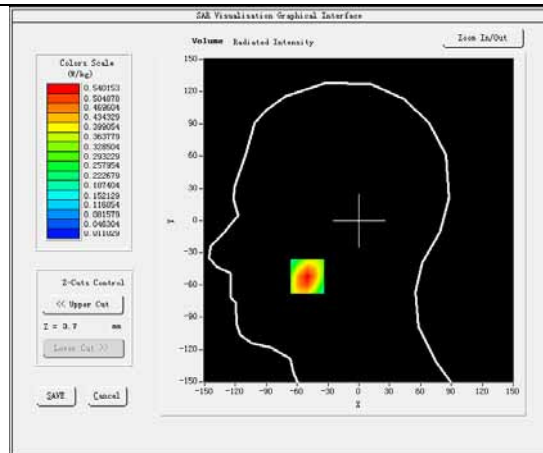 SAR Visualisation Graphical Interface
Volume Radiated Intensity
Zoom In/Out
Colors Scale
(W/kg)
0.540153
0.504878
0.469604
0.434329
0.399054
0.363779
0.328504
0.293229
0.257954
0.222679
0.187404
0.152129
0.116854
0.081579
0.046304
0.011029
Z-Cuts Control
<< Upper Cut
Z = 3.7 mm
Lower Cut >>
SAVE Cancel
150
120
90
60
30
0
-30
-60
-90
-120
-150
Y
-150 -120 -90 -60 -30 0 30 60 90 120 150
X